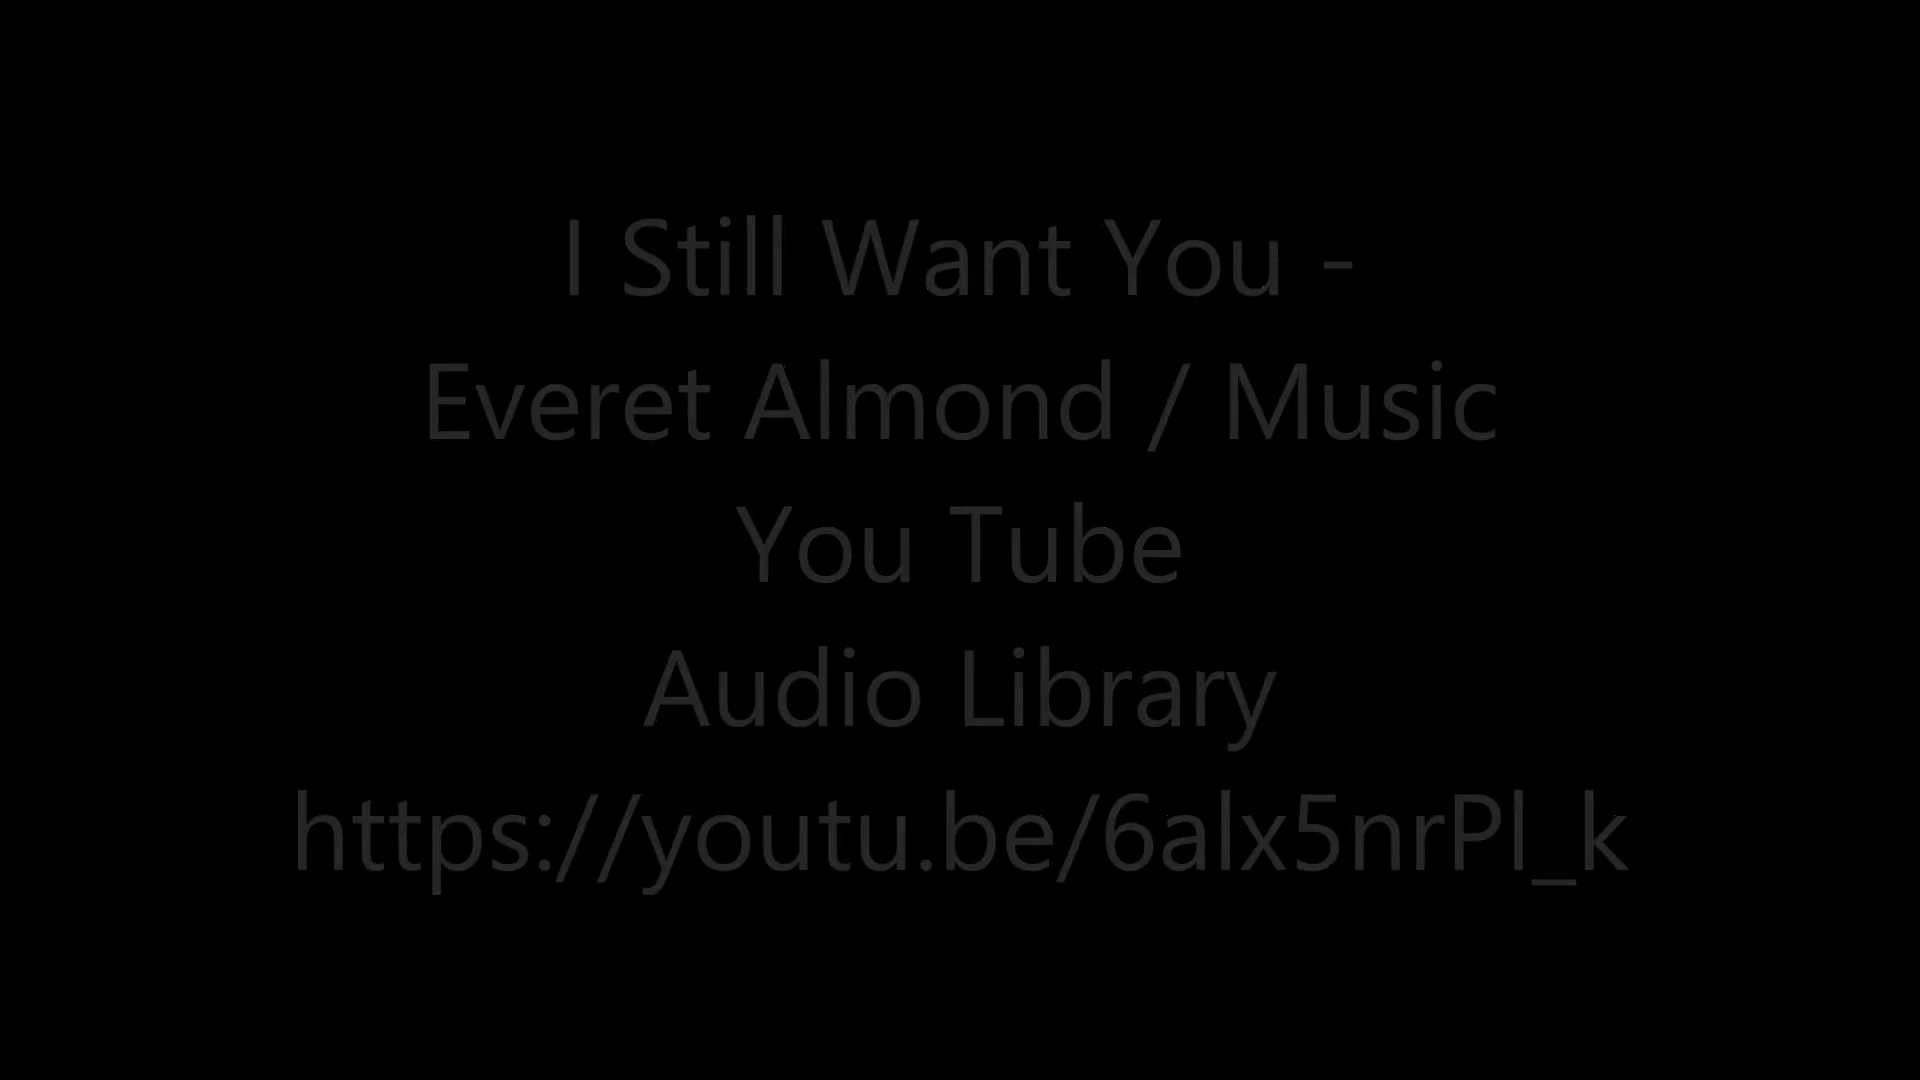 I Still Want You -
Everet Almond / Music
You Tube
Audio Library
https://youtu.be/6alx5nrPl_k